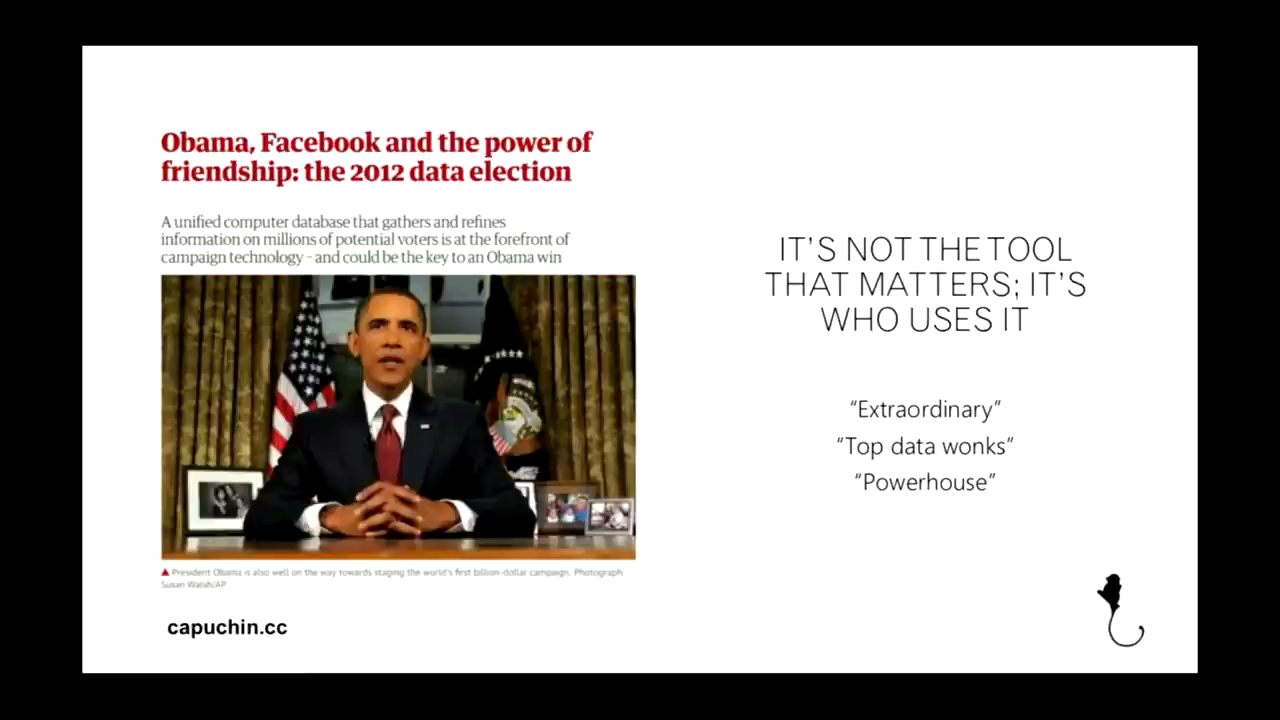 Obama, Facebook and the power of
friendship: the 2012 data election
A unified computer database that gathers and refines
information on millions of potential voters is at the forefront of
campaign technology – and could be the key to an Obama win
▲ President Obama is also well on the way towards staging the world's first billion-dollar campaign. Photograph:
Susan Walsh/AP
capuchin.cc
IT'S NOT THE TOOL
THAT MATTERS; IT'S
WHO USES IT
“Extraordinary”
“Top data wonks”
“Powerhouse”